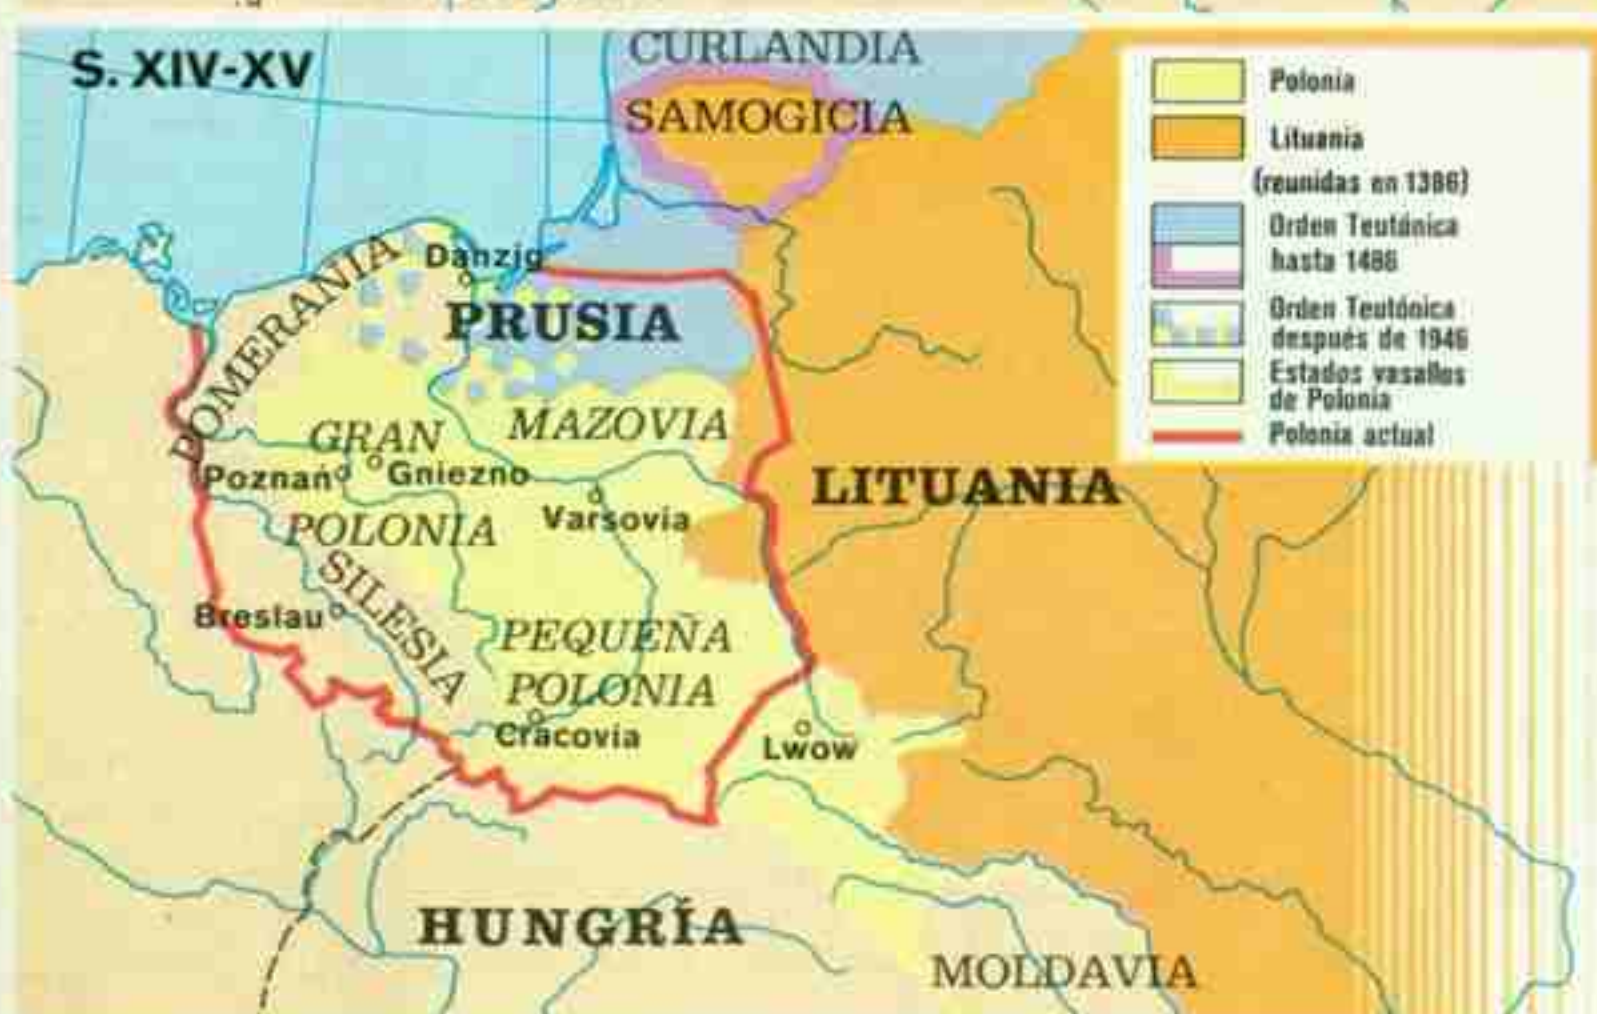 S. XIV-XV
CURLANDIA
SAMOGICIA
Polonia
Lituania
(reunidas en 1386)
Orden Teutónica
hasta 1466
Orden Teutónica
después de 1946
Estados vasallos
de Polonia
Polonia actual
POMERANIA
Danzig
PRUSIA
GRAN
MAZOVIA
Poznań
Gniezno
LITUANIA
POLONIA
Varsovia
SILESIA
Breslau
PEQUEÑA
POLONIA
Cracovia
Lwow
HUNGRÍA
MOLDAVIA